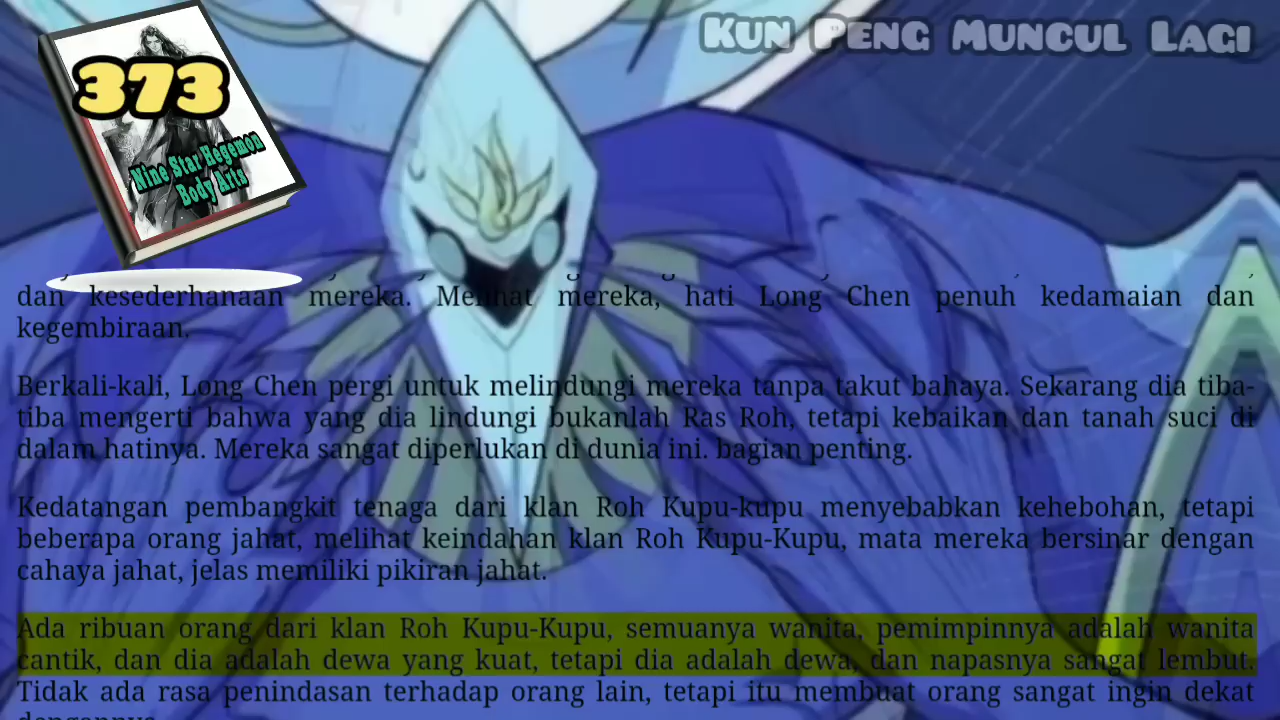 Kun Peng Muncul Lagi
373
Nine Star Hegemon
Body Arts
dan kesederhanaan mereka. Melihat mereka, hati Long Chen penuh kedamaian dan
kegembiraan.
Berkali-kali, Long Chen pergi untuk melindungi mereka tanpa takut bahaya. Sekarang dia tiba-
tiba mengerti bahwa yang dia lindungi bukanlah Ras Roh, tetapi kebaikan dan tanah suci di
dalam hatinya. Mereka sangat diperlukan di dunia ini. bagian penting.
Kedatangan pembangkit tenaga dari klan Roh Kupu-kupu menyebabkan kehebohan, tetapi
beberapa orang jahat, melihat keindahan klan Roh Kupu-Kupu, mata mereka bersinar dengan
cahaya jahat, jelas memiliki pikiran jahat.
Ada ribuan orang dari klan Roh Kupu-Kupu, semuanya wanita, pemimpinnya adalah wanita
cantik, dan dia adalah dewa yang kuat, tetapi dia adalah dewa, dan napasnya sangat lembut.
Tidak ada rasa penindasan terhadap orang lain, tetapi itu membuat orang sangat ingin dekat